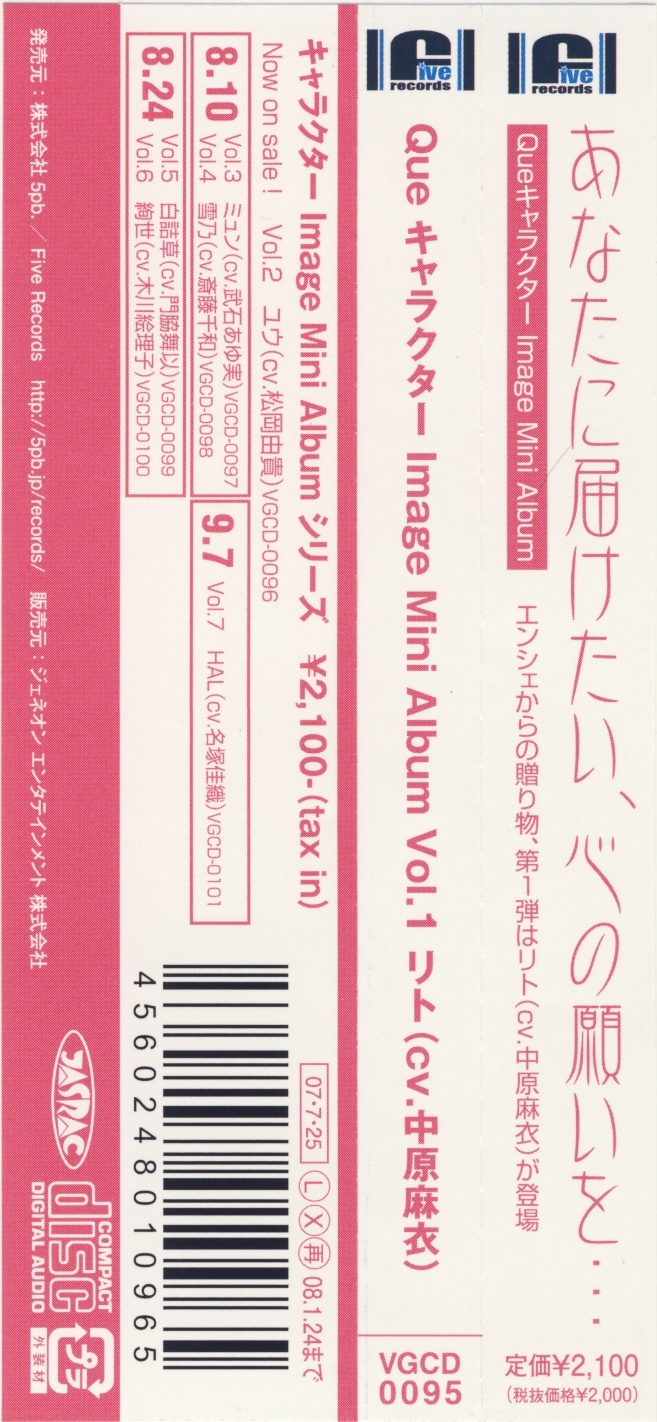 Five records
あなたに届けたい、心の願いを…
Queキャラクター Image Mini Album
エンシェからの贈り物、第1弾はリト(cv.中原麻衣)が登場
定価¥2,100
(税抜価格¥2,000)
Five records
Que キャラクター Image Mini Album Vol.1 リト(cv.中原麻衣)
VGCD
0095
キャラクター Image Mini Album シリーズ ¥2,100-(tax in)
Now on sale! Vol.2 ユウ(cv.松岡由貴)VGCD-0096
8.10
Vol.3 ミュン(cv.武石あゆ実)VGCD-0097
Vol.4 雪乃(cv.斎藤千和)VGCD-0098
9.7 Vol.7 HAL(cv.名塚佳織)VGCD-0101
8.24
Vol.5 白詰草(cv.門脇舞以)VGCD-0099
Vol.6 絢世(cv.木川絵理子)VGCD-0100
07・7・25 Ⓛ Ⓧ ㊢ 08.1.24まで
4560248010965
発売元：株式会社 5pb. ／ Five Records http://5pb.jp/records/ 販売元：ジェネオン エンタテインメント 株式会社
JASRAC
COMPACT
disc
DIGITAL AUDIO
プラ
外装材